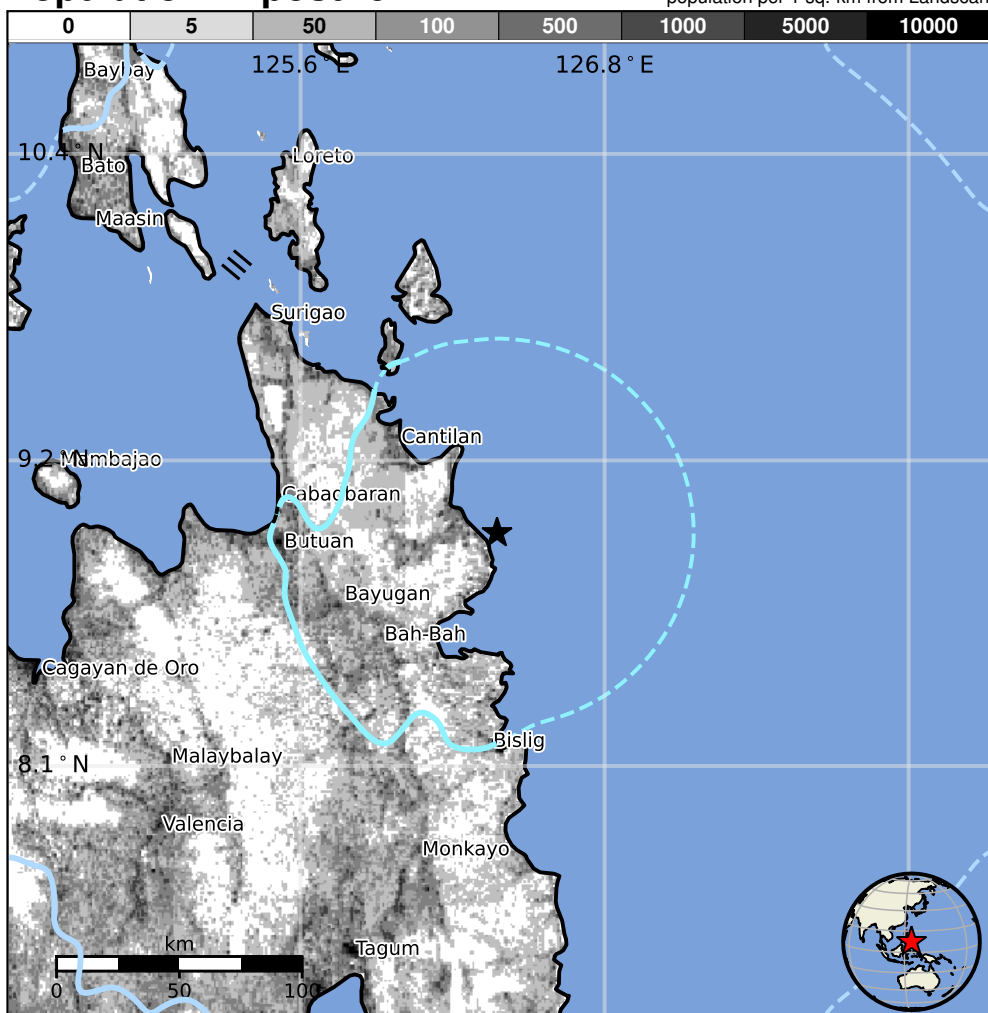 population per 1 sq. km from Landscan
0 5 50 100 500 1000 5000 10000
125.6°E 126.8°E
Baybay
10.4°N
Loreto
Bato
Maasin
Surigao
Cantilan
9.2°N
Mambajao
Cabadbaran
Butuan
Bayugan
Bah-Bah
Cagayan de Oro
Bislig
Malaybalay
8.1°N
Valencia
Monkayo
Tagum
km
0 50 100